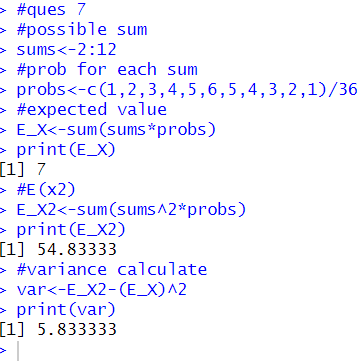 > #ques 7
> #possible sum
> sums<-2:12
> #prob for each sum
> probs<-c(1,2,3,4,5,6,5,4,3,2,1)/36
> #expected value
> E_X<-sum(sums*probs)
> print(E_X)
[1] 7
> #E(x2)
> E_X2<-sum(sums^2*probs)
> print(E_X2)
[1] 54.83333
> #variance calculate
> var<-E_X2-(E_X)^2
> print(var)
[1] 5.833333
>